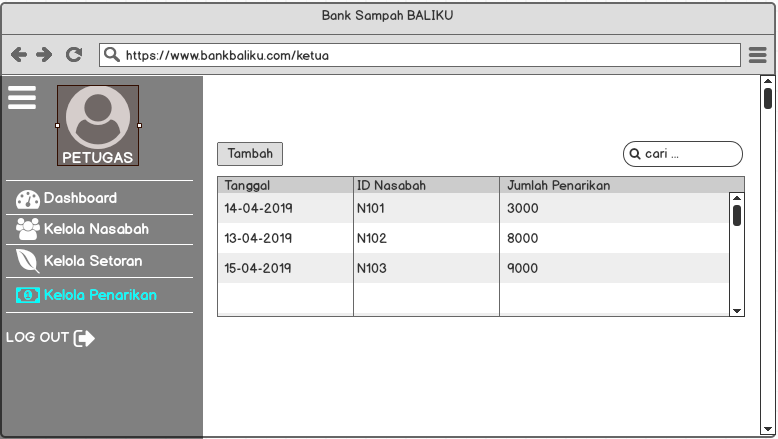 Bank Sampah BALIKU
https://www.bankbaliku.com/ketua
PETUGAS
Dashboard
Kelola Nasabah
Kelola Setoran
Kelola Penarikan
LOG OUT
Tambah
cari ...
Tanggal ID Nasabah Jumlah Penarikan
14-04-2019 N101 3000
13-04-2019 N102 8000
15-04-2019 N103 9000